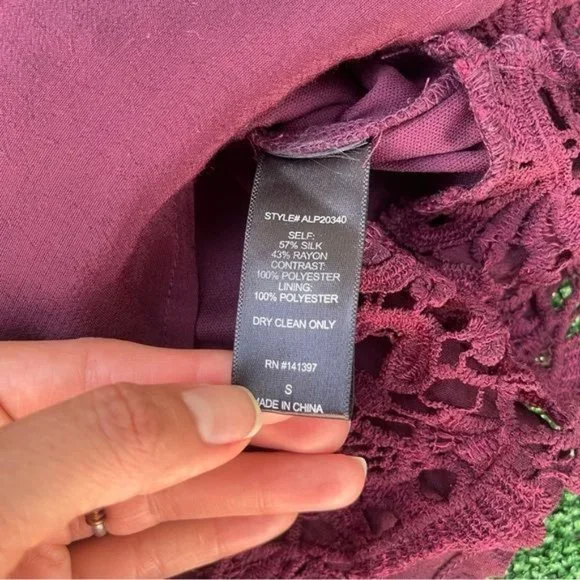 STYLE# ALP20340
SELF:
57% SILK
43% RAYON
CONTRAST:
100% POLYESTER
LINING:
100% POLYESTER
DRY CLEAN ONLY
RN #141397
S
MADE IN CHINA